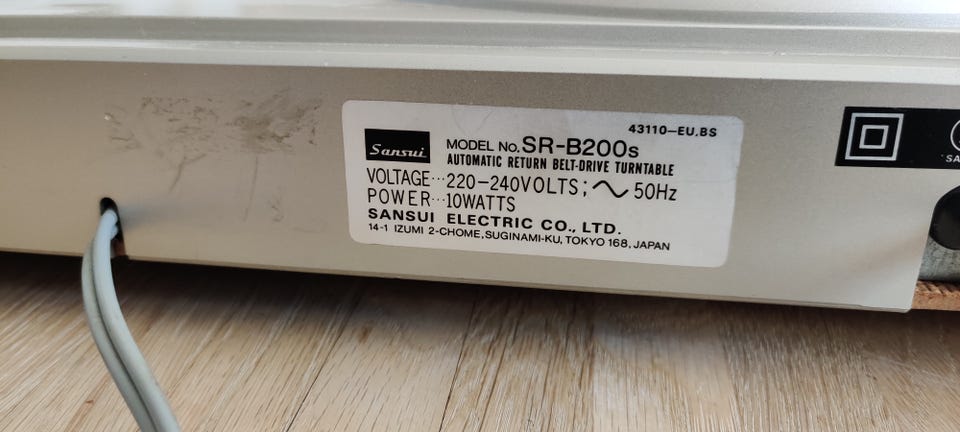 43110-EU.BS
Sansui MODEL No. SR-B200s
AUTOMATIC RETURN BELT-DRIVE TURNTABLE
VOLTAGE···220-240VOLTS; ∿ 50Hz
POWER···10WATTS
SANSUI ELECTRIC CO., LTD.
14-1 IZUMI 2-CHOME, SUGINAMI-KU, TOKYO 168, JAPAN